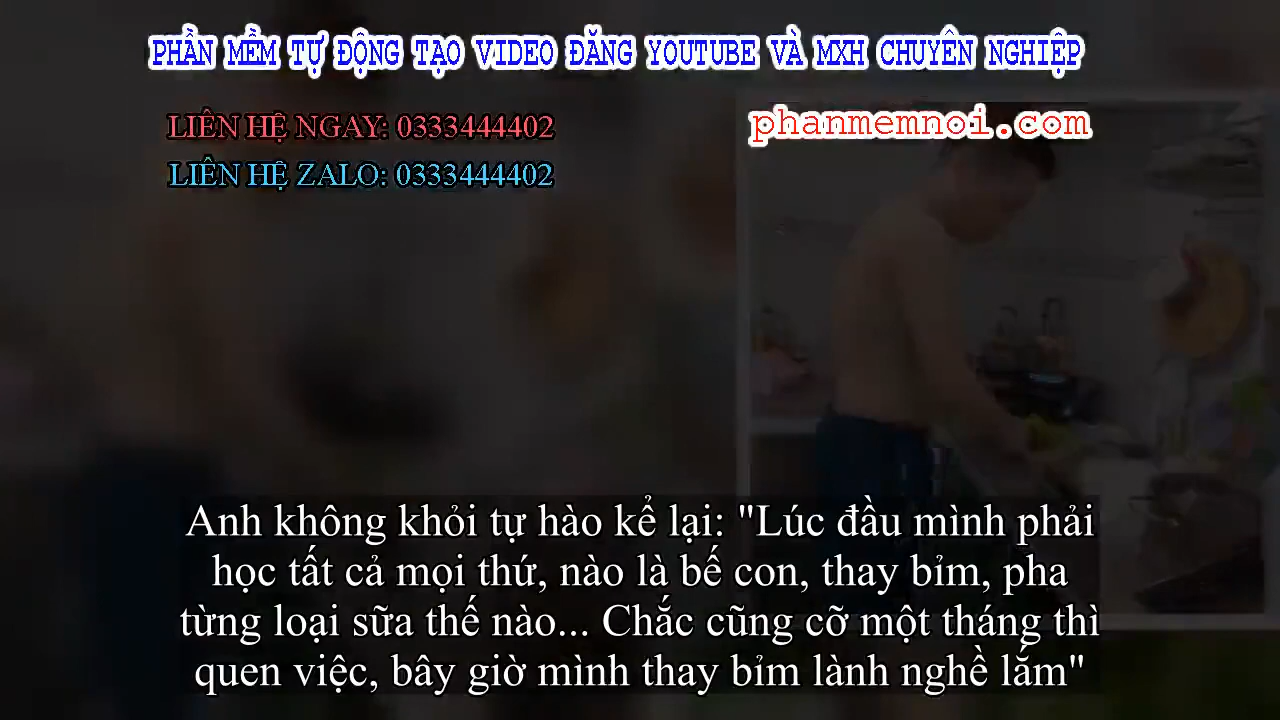 PHẦN MỀM TỰ ĐỘNG TẠO VIDEO ĐĂNG YOUTUBE VÀ MXH CHUYÊN NGHIỆP
LIÊN HỆ NGAY: 0333444402
phanmemnoi.com
LIÊN HỆ ZALO: 0333444402
Anh không khỏi tự hào kể lại: "Lúc đầu mình phải
học tất cả mọi thứ, nào là bế con, thay bỉm, pha
từng loại sữa thế nào... Chắc cũng cỡ một tháng thì
quen việc, bây giờ mình thay bỉm lành nghề lắm"